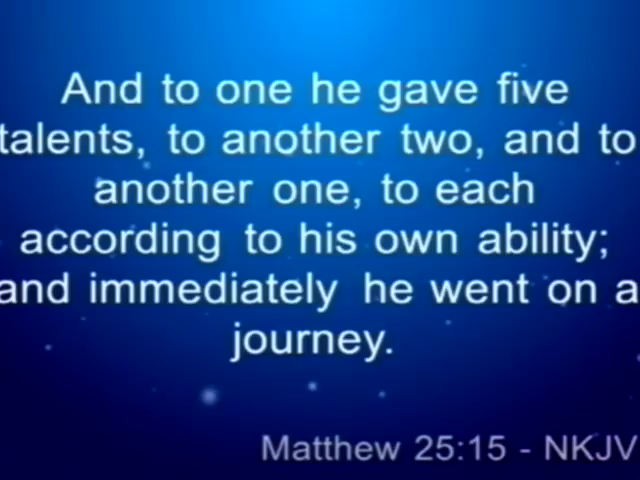 And to one he gave five
talents, to another two, and to
another one, to each
according to his own ability;
and immediately he went on a
journey.
Matthew 25:15 - NKJV